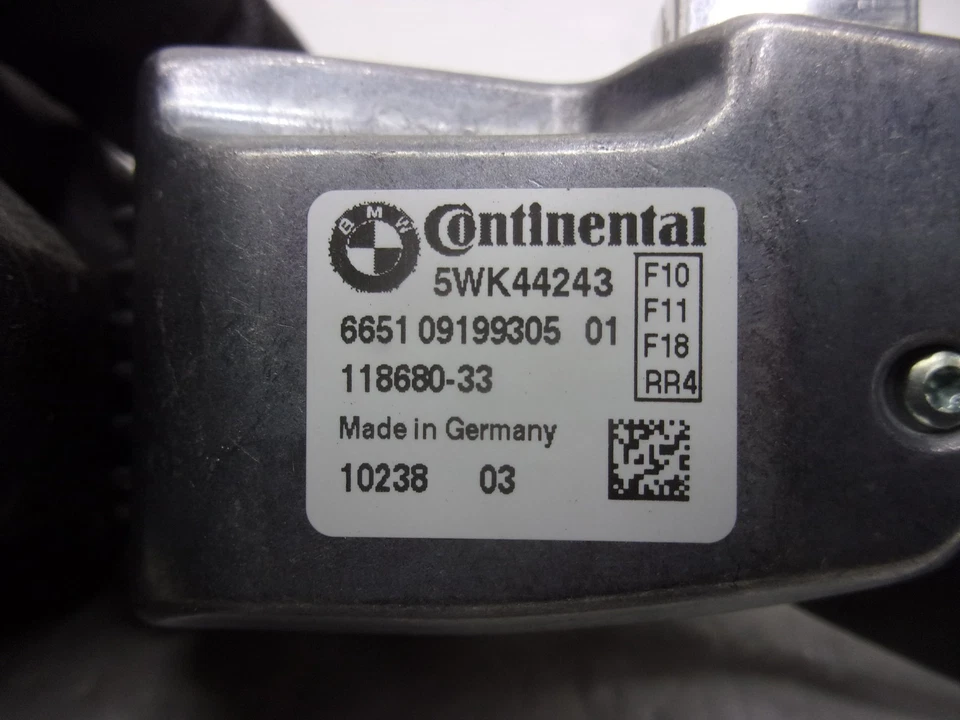 BMW Continental
5WK44243
6651 09199305 01
118680-33
Made in Germany
10238 03
F10
F11
F18
RR4